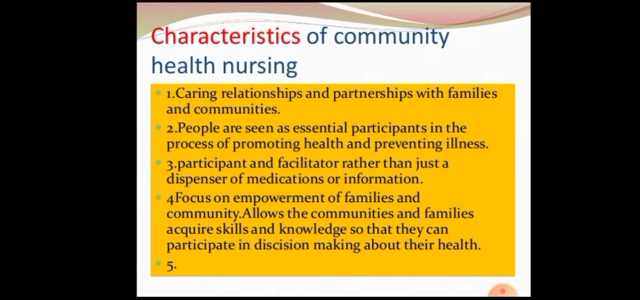 Characteristics of community
health nursing
1.Caring relationships and partnerships with families
and communities.
2.People are seen as essential participants in the
process of promoting health and preventing illness.
3.participant and facilitator rather than just a
dispenser of medications or information.
4Focus on empowerment of families and
community.Allows the communities and families
acquire skills and knowledge so that they can
participate in discision making about their health.
5.